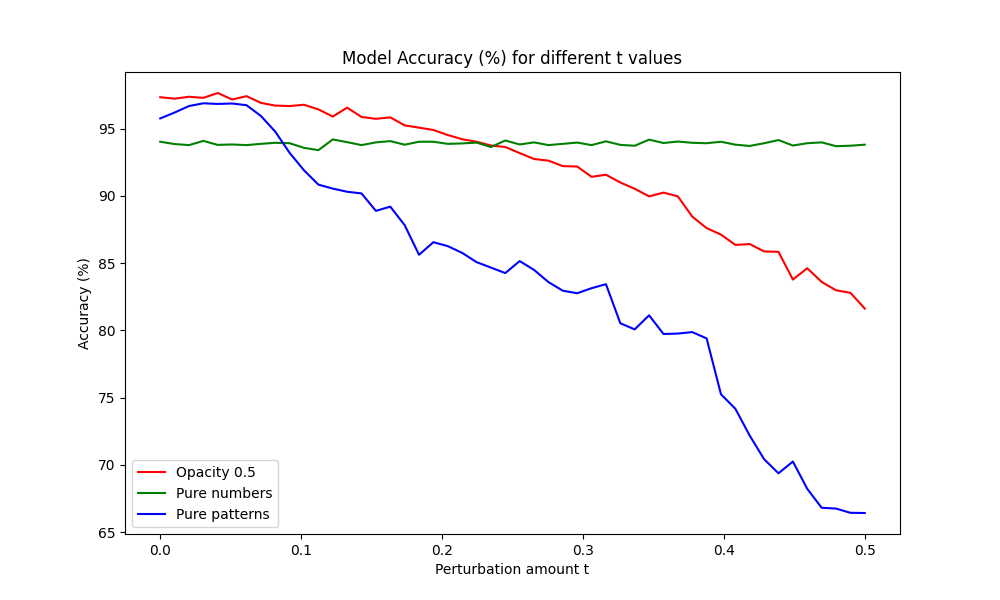 Model Accuracy (%) for different t values
Accuracy (%)
95
90
85
80
75
70
65
Opacity 0.5
Pure numbers
Pure patterns
0.0 0.1 0.2 0.3 0.4 0.5
Perturbation amount t